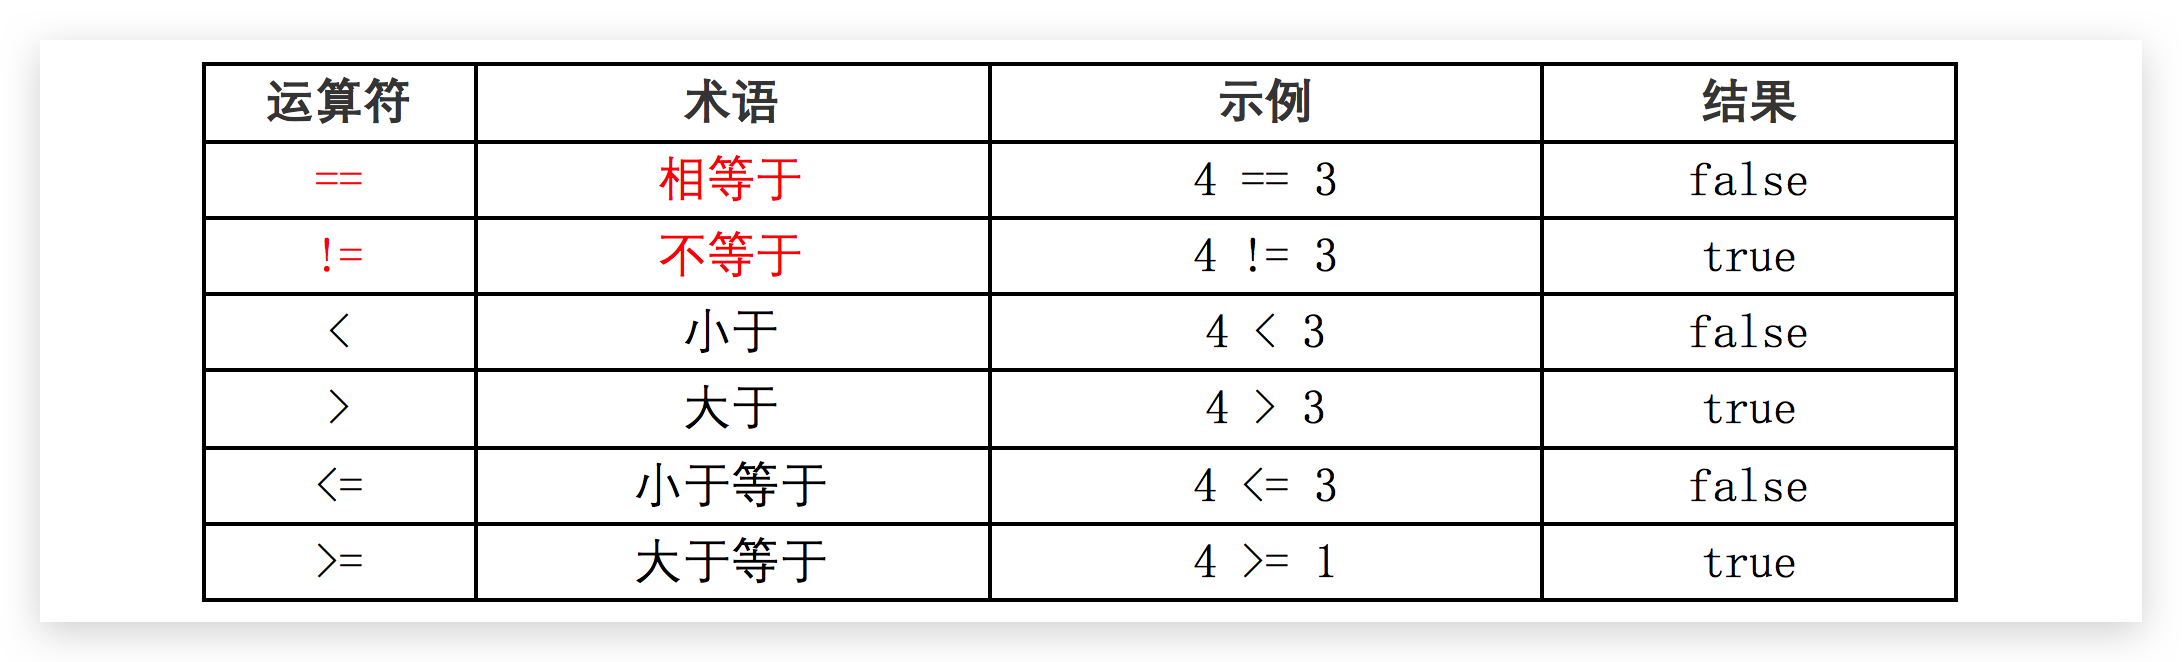 运算符 术语 示例 结果
== 相等于 4 == 3 false
!= 不等于 4 != 3 true
< 小于 4 < 3 false
> 大于 4 > 3 true
<= 小于等于 4 <= 3 false
>= 大于等于 4 >= 1 true